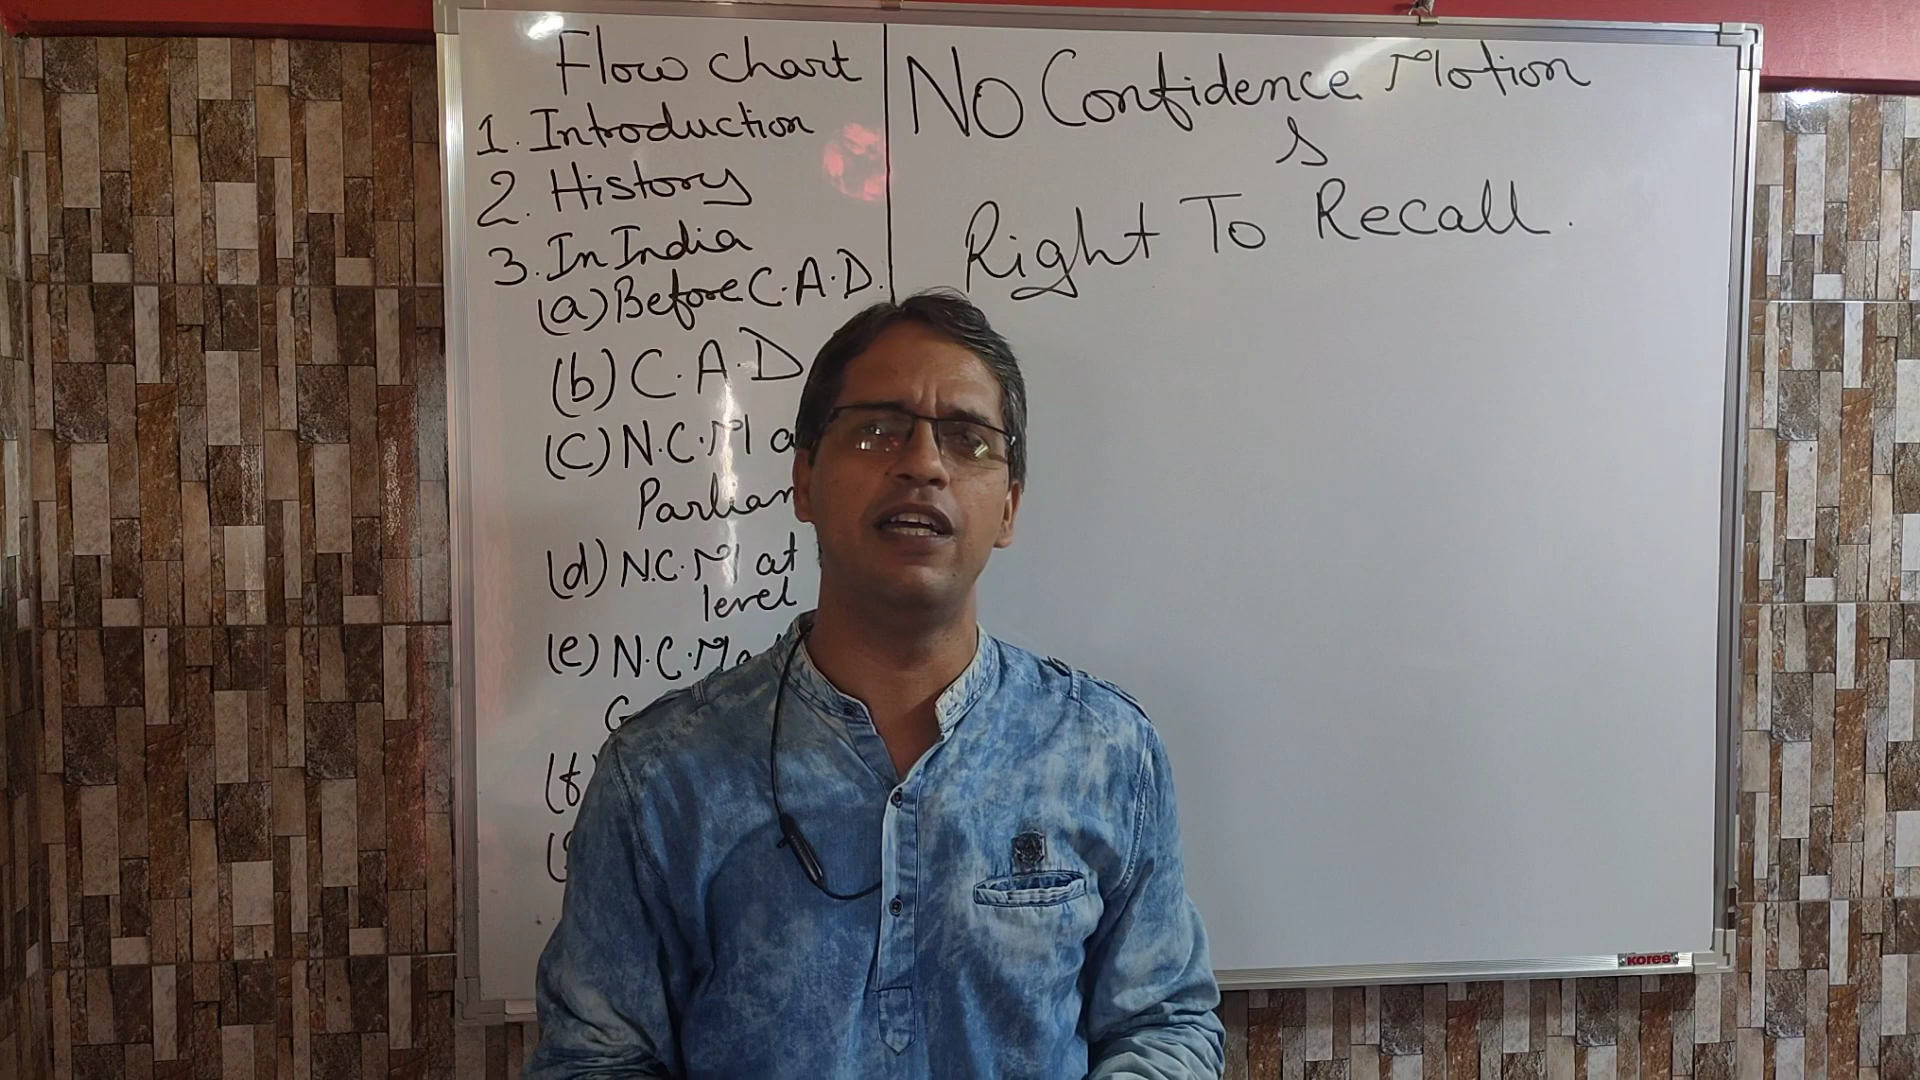 Flow chart
1. Introduction
2. History
3. In India
(a) Before C.A.D.
(b) C.A.D
(c) N.C.M
(d) N.C.M at
level
(e) N.C.M
No Confidence Motion
&
Right To Recall.
KORES